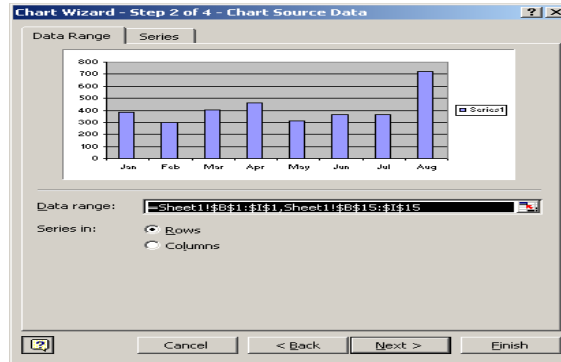 Chart Wizard - Step 2 of 4 - Chart Source Data
Data Range Series
800
700
600
500
400
300
200
100
0
Jan Feb Mar Apr May Jun Jul Aug
Series1
Data range: =Sheet1!$B$1:$I$1,Sheet1!$B$15:$I$15
Series in: Rows
Columns
Cancel < Back Next > Finish